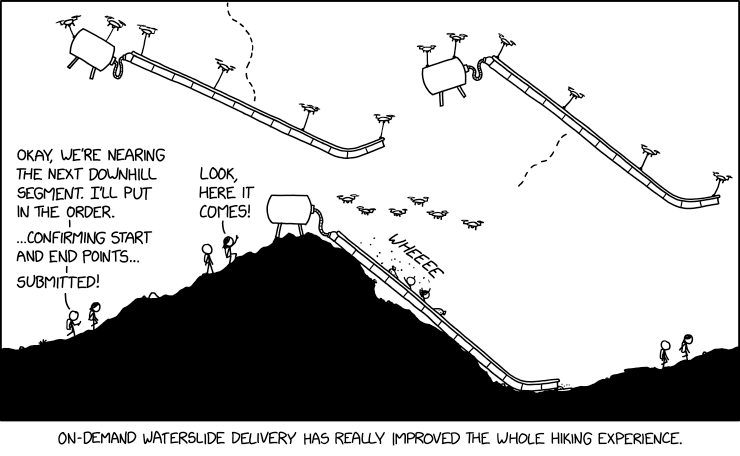 OKAY, WE'RE NEARING
THE NEXT DOWNHILL
SEGMENT. I'LL PUT
IN THE ORDER.
...CONFIRMING START
AND END POINTS...
SUBMITTED!
LOOK,
HERE IT
COMES!
WHEEEE
ON-DEMAND WATERSLIDE DELIVERY HAS REALLY IMPROVED THE WHOLE HIKING EXPERIENCE.